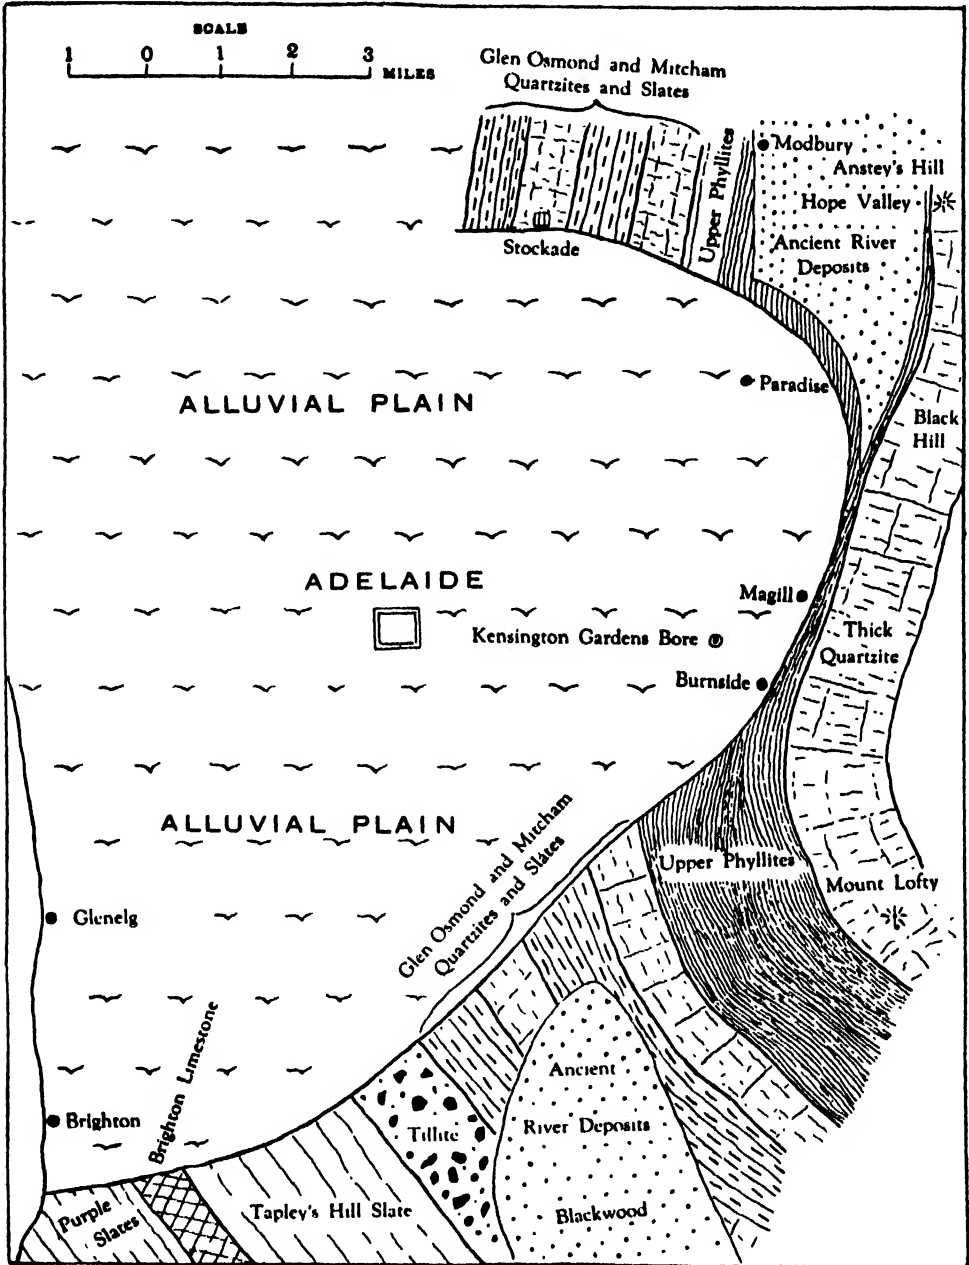 SCALE
1 0 1 2 3 MILES
Glen Osmond and Mitcham
Quartzites and Slates
Upper Phyllites
Modbury
Anstey's Hill
Hope Valley
Ancient River
Deposits
Stockade
Paradise
ALLUVIAL PLAIN
Black
Hill
ADELAIDE
Magill
Kensington Gardens Bore
Thick
Quartzite
Burnside
ALLUVIAL PLAIN
Glen Osmond and Mitcham
Quartzites and Slates
Upper Phyllites
Mount Lofty
Glenelg
Brighton Limestone
Ancient
River Deposits
Brighton
Tillite
Purple
Slates
Tapley's Hill Slate
Blackwood